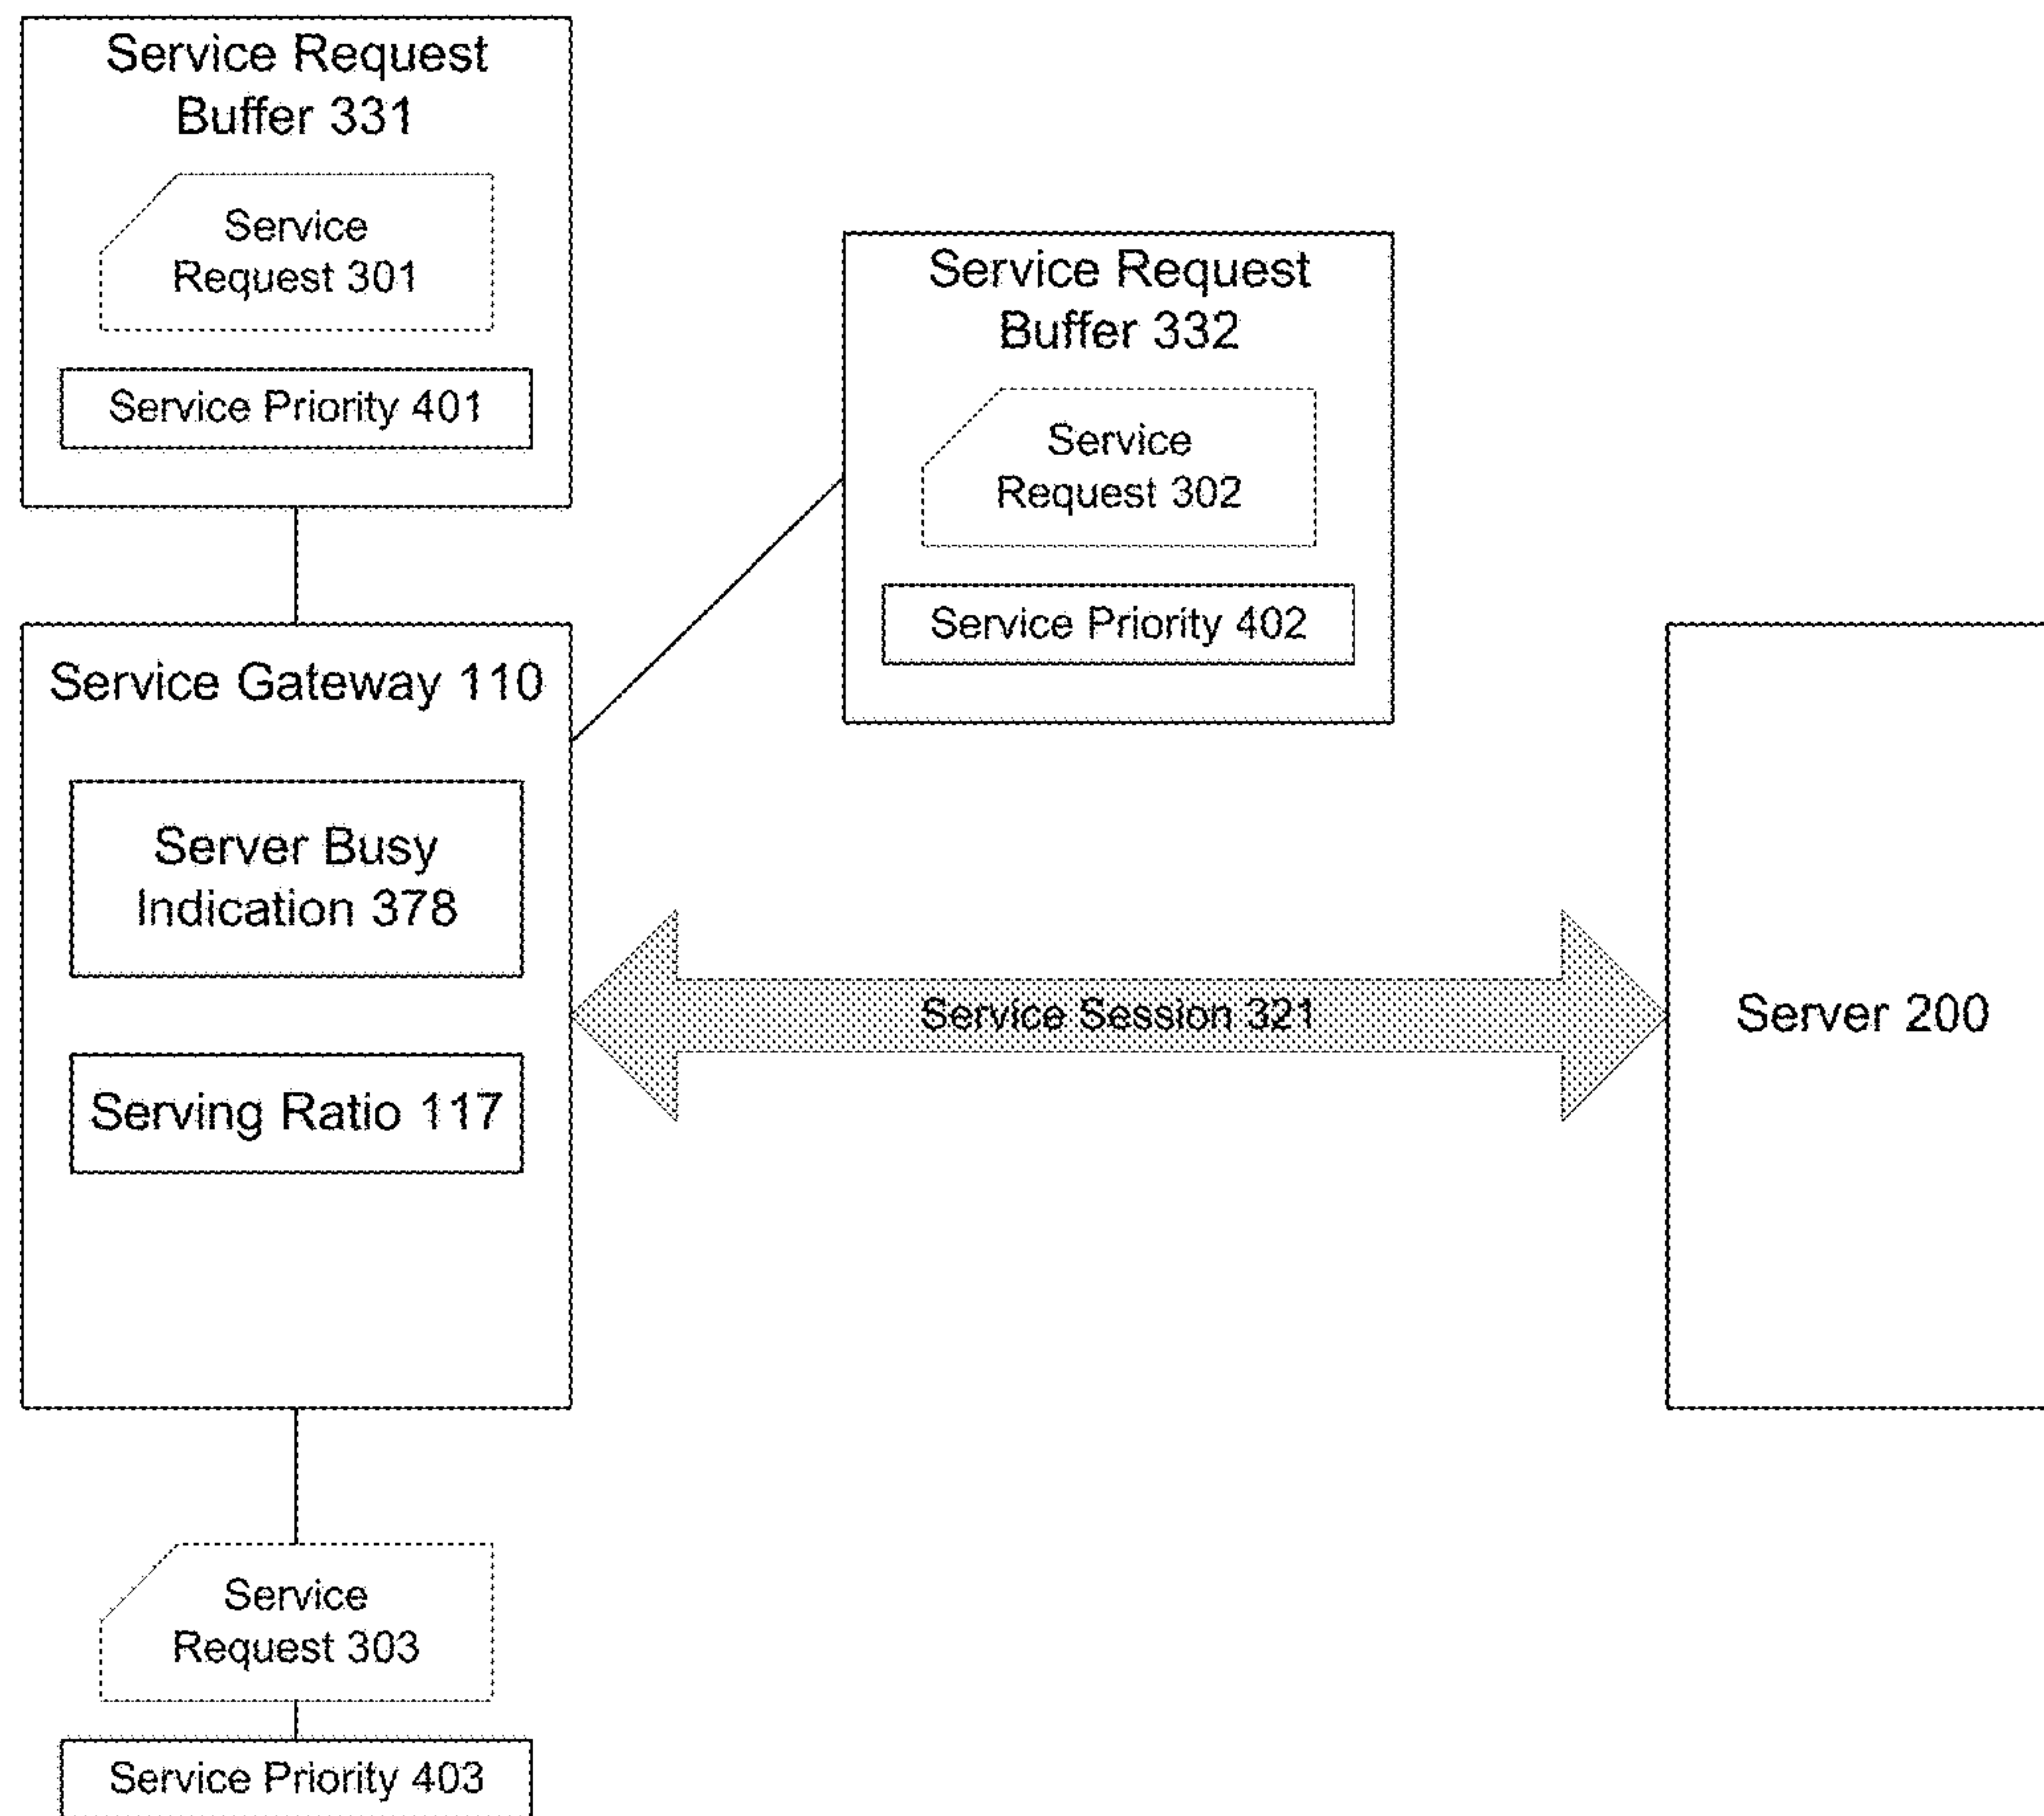 Service Request
Buffer 331
Service
Request 301
Service Priority 401
Service Request
Buffer 332
Service
Request 302
Service Priority 402
Service Gateway 110
Server Busy
Indication 378
Serving Ratio 117
Service Session 321
Server 200
Service
Request 303
Service Priority 403